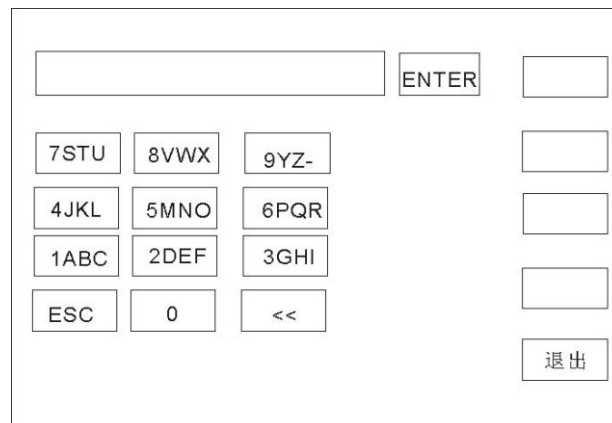 ENTER
7STU 8VWX 9YZ-
4JKL 5MNO 6PQR
1ABC 2DEF 3GHI
ESC 0 <<
退出